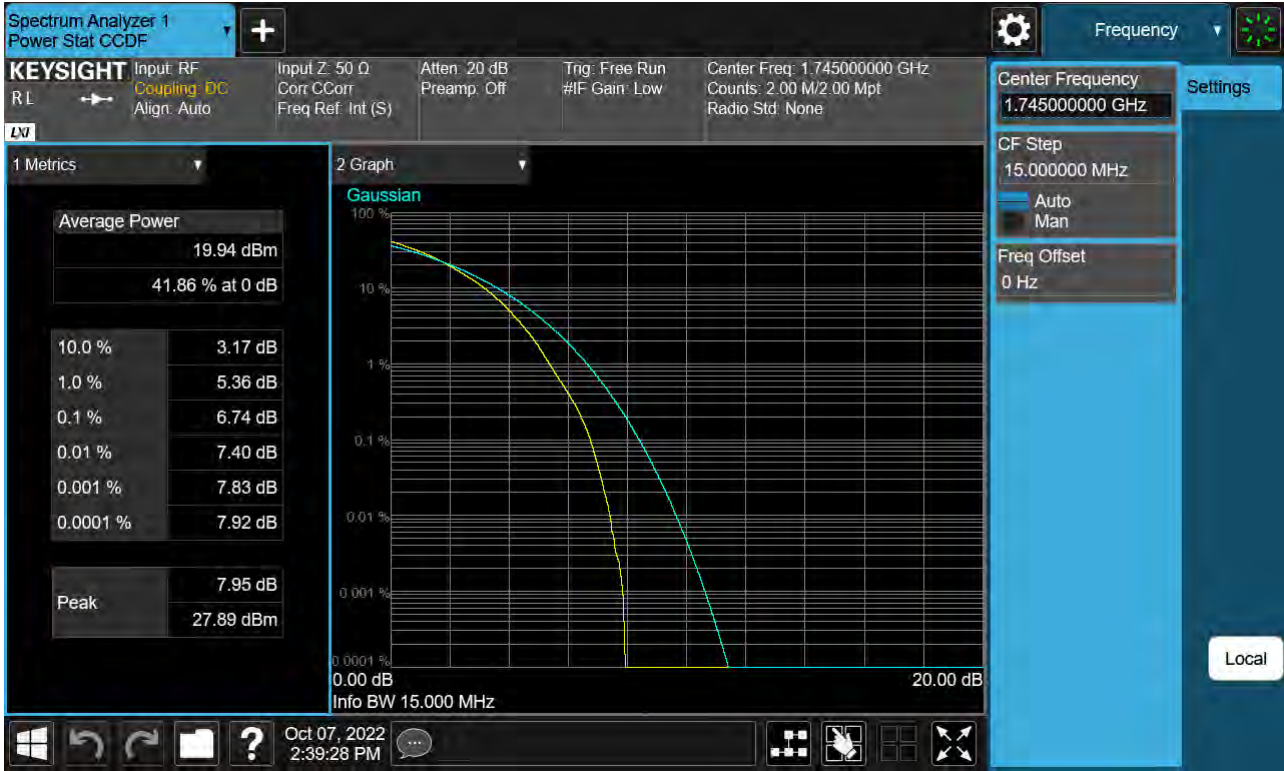 Spectrum Analyzer 1
Power Stat CCDF
+
Frequency
KEYSIGHT
RL
LXI
Input: RF
Coupling: DC
Align: Auto
Input Z: 50 Ω
Corr CCorr
Freq Ref: Int (S)
Atten: 20 dB
Preamp: Off
Trig: Free Run
#IF Gain: Low
Center Freq: 1.745000000 GHz
Counts: 2.00 M/2.00 Mpt
Radio Std: None
Center Frequency
1.745000000 GHz
Settings
CF Step
15.000000 MHz
Auto
Man
Freq Offset
0 Hz
1 Metrics
Average Power
19.94 dBm
41.86 % at 0 dB
10.0 % 3.17 dB
1.0 % 5.36 dB
0.1 % 6.74 dB
0.01 % 7.40 dB
0.001 % 7.83 dB
0.0001 % 7.92 dB
Peak
7.95 dB
27.89 dBm
2 Graph
Gaussian
100 %
10 %
1 %
0.1 %
0.01 %
0.001 %
0.0001 %
0.00 dB 20.00 dB
Info BW 15.000 MHz
Local
?
Oct 07, 2022
2:39:28 PM